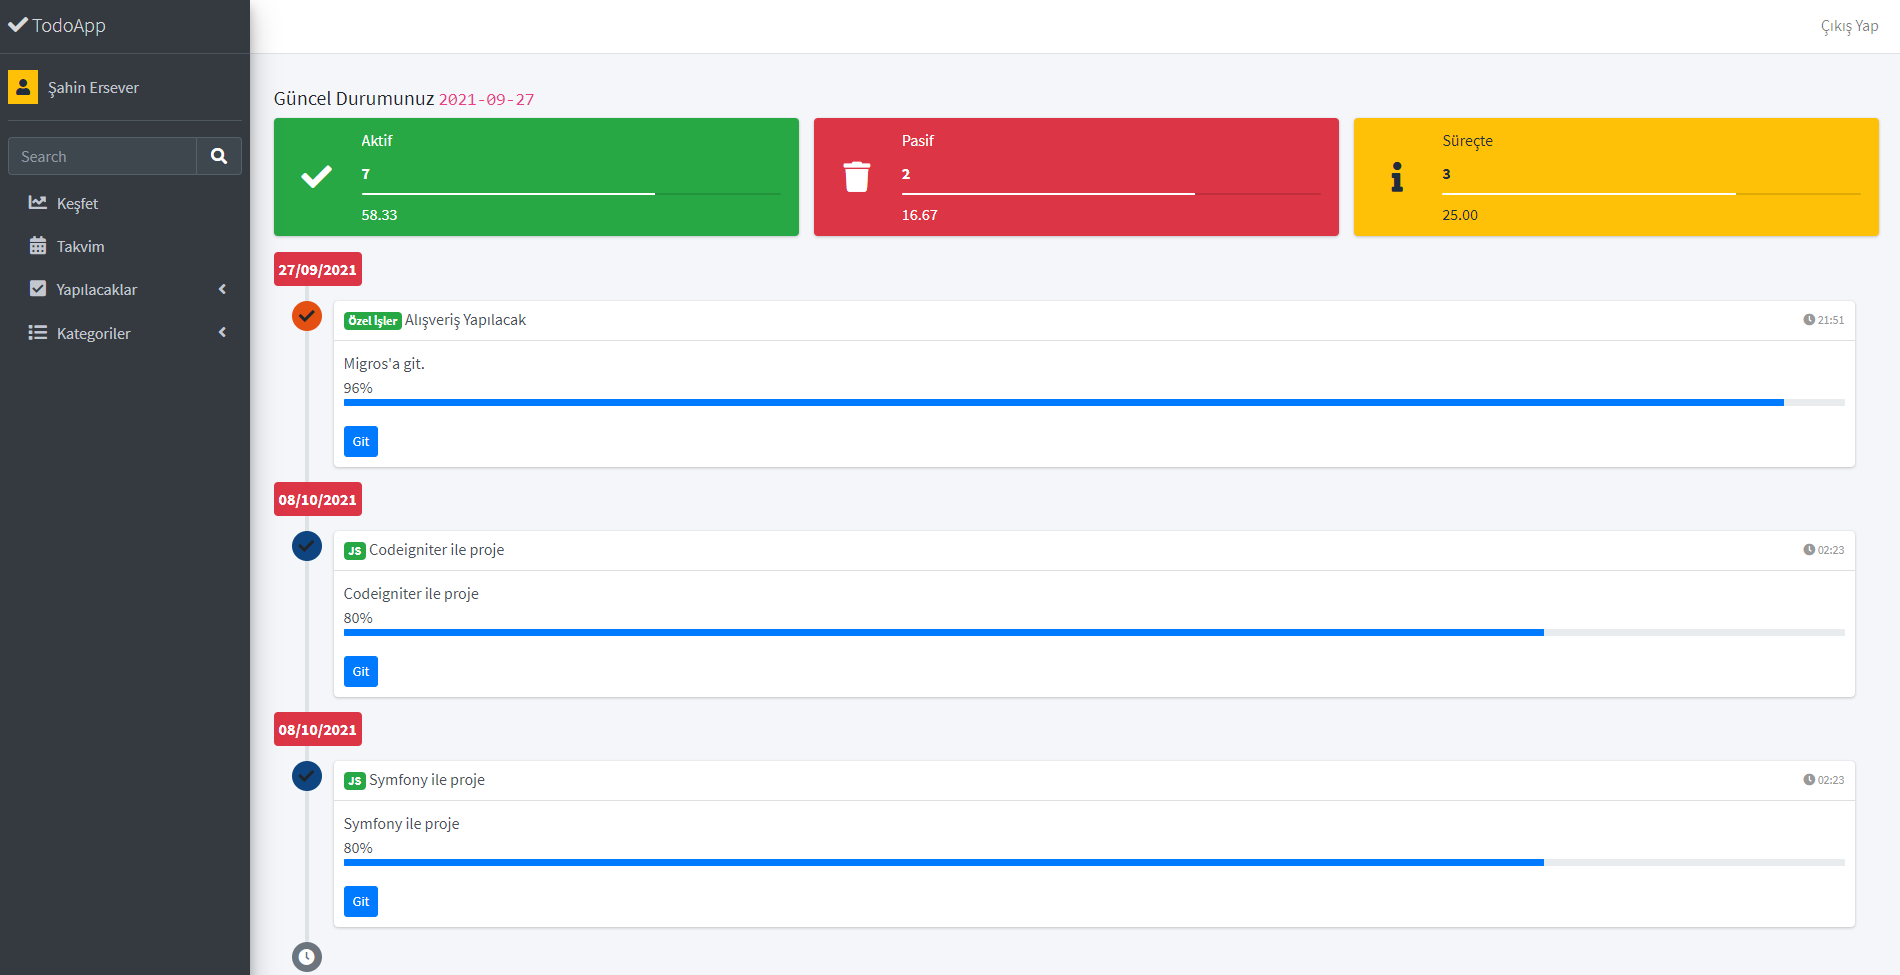 TodoApp
Çıkış Yap
Şahin Ersever
Search
Keşfet
Takvim
Yapılacaklar
Kategoriler
Güncel Durumunuz 2021-09-27
Aktif
7
58.33
Pasif
2
16.67
Süreçte
3
25.00
27/09/2021
Özel İşler Alışveriş Yapılacak 21:51
Migros'a git.
96%
Git
08/10/2021
JS Codeigniter ile proje 02:23
Codeigniter ile proje
80%
Git
08/10/2021
JS Symfony ile proje 02:23
Symfony ile proje
80%
Git